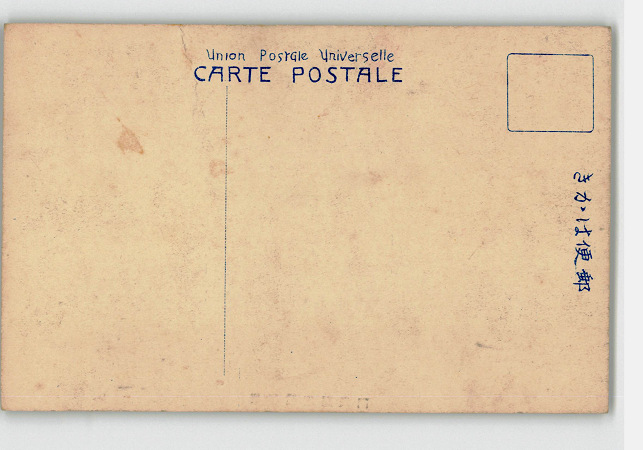 Union Postale Universelle
CARTE POSTALE
郵便はがき